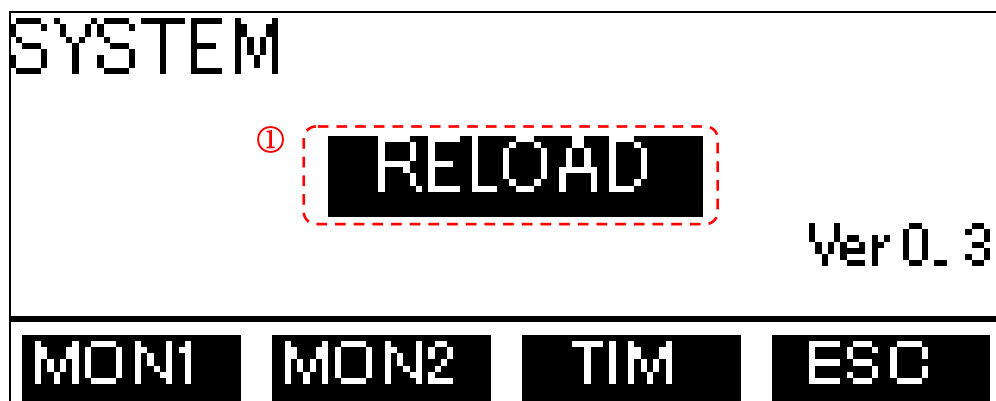 SYSTEM
① RELOAD
Ver 0. 3
MON1 MON2 TIM ESC